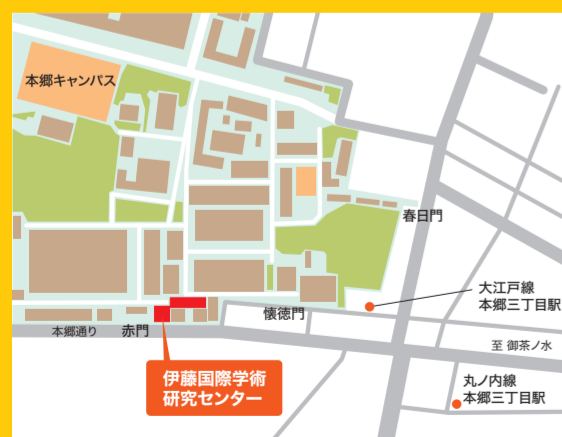 本郷キャンパス
春日門
大江戸線
本郷三丁目駅
懐徳門
本郷通り
赤門
至 御茶ノ水
伊藤国際学術
研究センター
丸ノ内線
本郷三丁目駅